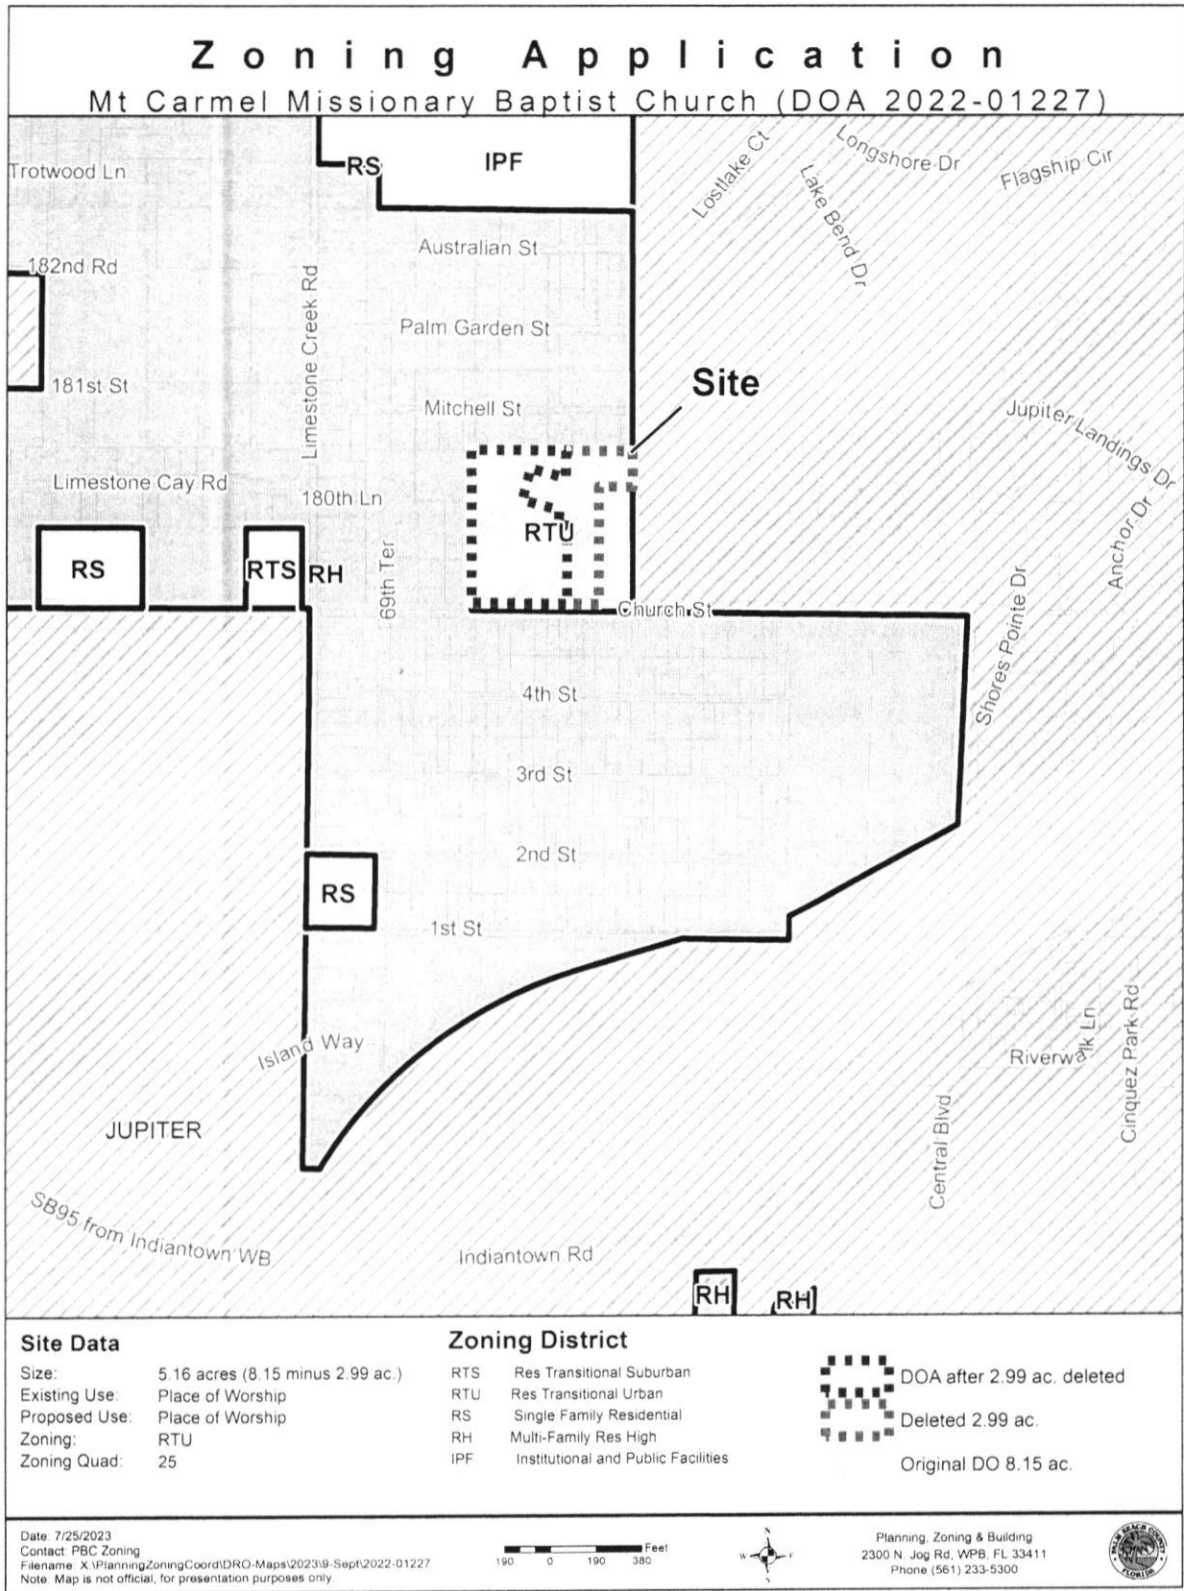 Zoning Application
Mt Carmel Missionary Baptist Church (DOA 2022-01227)
Trotwood Ln
RS
IPF
Lostlake Ct
Longshore Dr
Lake Bend Dr
Flagship Cir
Australian St
182nd Rd
Limestone Creek Rd
Palm Garden St
181st St
Mitchell St
Site
Jupiter Landings Dr
Limestone Cay Rd
180th Ln
Anchor Dr
RTU
RS
RTS
RH
69th Ter
Church St
Shores Pointe Dr
4th St
3rd St
2nd St
RS
1st St
Island Way
Riverwalk Ln
Cinquez Park Rd
JUPITER
Central Blvd
SB95 from Indiantown WB
Indiantown Rd
RH
RH
Site Data
Size: 5.16 acres (8.15 minus 2.99 ac.)
Existing Use: Place of Worship
Proposed Use: Place of Worship
Zoning: RTU
Zoning Quad: 25
Zoning District
RTS Res Transitional Suburban
RTU Res Transitional Urban
RS Single Family Residential
RH Multi-Family Res High
IPF Institutional and Public Facilities
DOA after 2.99 ac. deleted
Deleted 2.99 ac.
Original DO 8.15 ac.
Date: 7/25/2023
Contact: PBC Zoning
Filename: X:\PlanningZoningCoord\DRO-Maps\2023\9-Sept\2022-01227
Note: Map is not official, for presentation purposes only.
190 0 190 380 Feet
N
W E
S
Planning, Zoning & Building
2300 N. Jog Rd, WPB, FL 33411
Phone (561) 233-5300
PALM BEACH COUNTY
FLORIDA